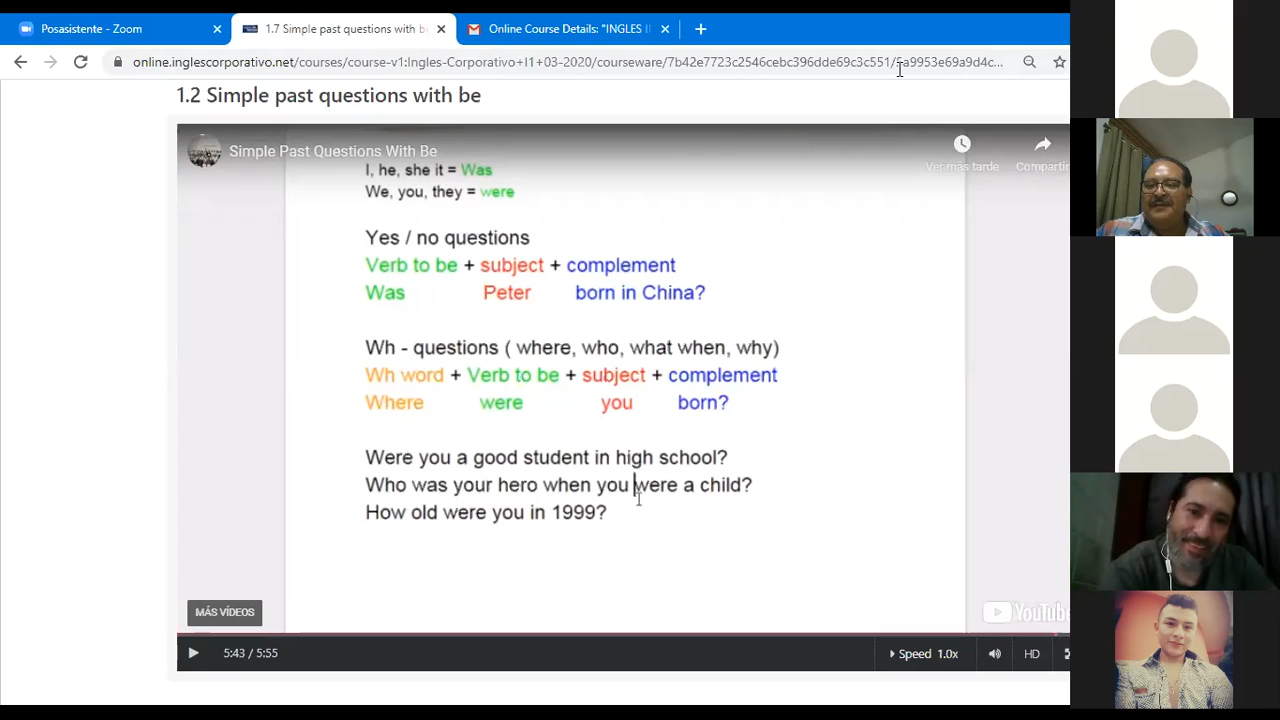 Posasistente - Zoom
1.7 Simple past questions with be
Online Course Details: "INGLES I
online.inglescorporativo.net/courses/course-v1:Ingles-Corporativo+I1+03-2020/courseware/7b42e7723c2546cebc396dde69c3c551/5a9953e69a9d4c...
1.2 Simple past questions with be
Simple Past Questions With Be
Ver más tarde
Compartir
I, he, she it = Was
We, you, they = were
Yes / no questions
Verb to be + subject + complement
Was Peter born in China?
Wh - questions ( where, who, what when, why)
Wh word + Verb to be + subject + complement
Where were you born?
Were you a good student in high school?
Who was your hero when you were a child?
How old were you in 1999?
MÁS VÍDEOS
YouTube
5:43 / 5:55
Speed 1.0x
HD